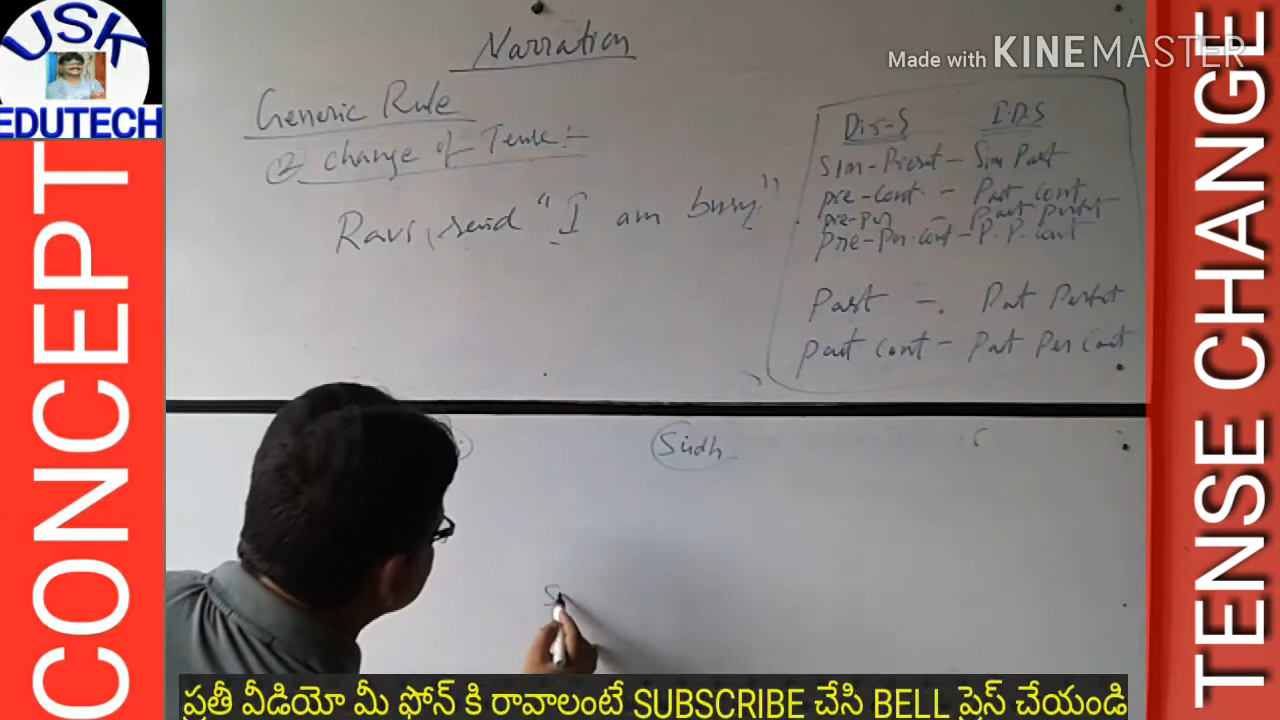 USK
EDUTECH
CONCEPT
Made with KINEMASTER
TENSE CHANGE
Narration
Generic Rule
② change of Tense:-
Ravi, said "I am busy"
Dir-S I.D.S
Sim-Present - Sim Past
pre-cont - Past cont
pre-per - Past Perfect
pre-Per.cont - P.P. Cont
Past - Past Perfect
past cont - Past Per Cont
Sudh
S
ప్రతీ వీడియో మీ ఫోన్ కి రావాలంటే SUBSCRIBE చేసి BELL ప్రెస్ చేయండి